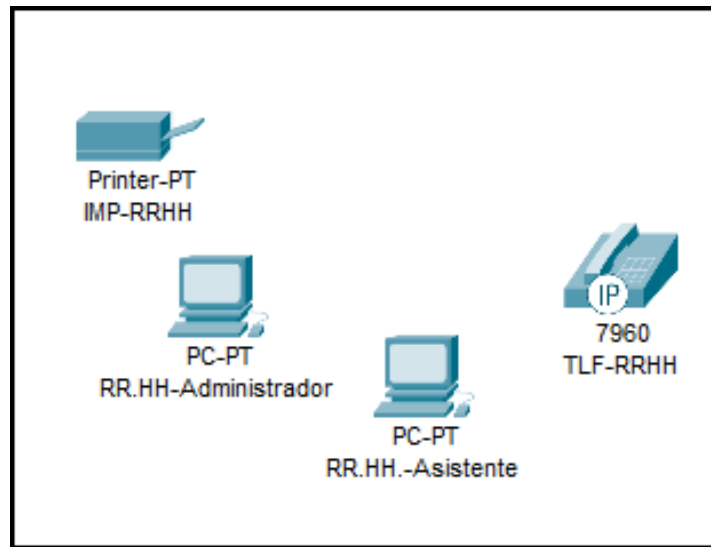 Printer-PT
IMP-RRHH
PC-PT
RR.HH-Administrador
IP
7960
TLF-RRHH
PC-PT
RR.HH.-Asistente